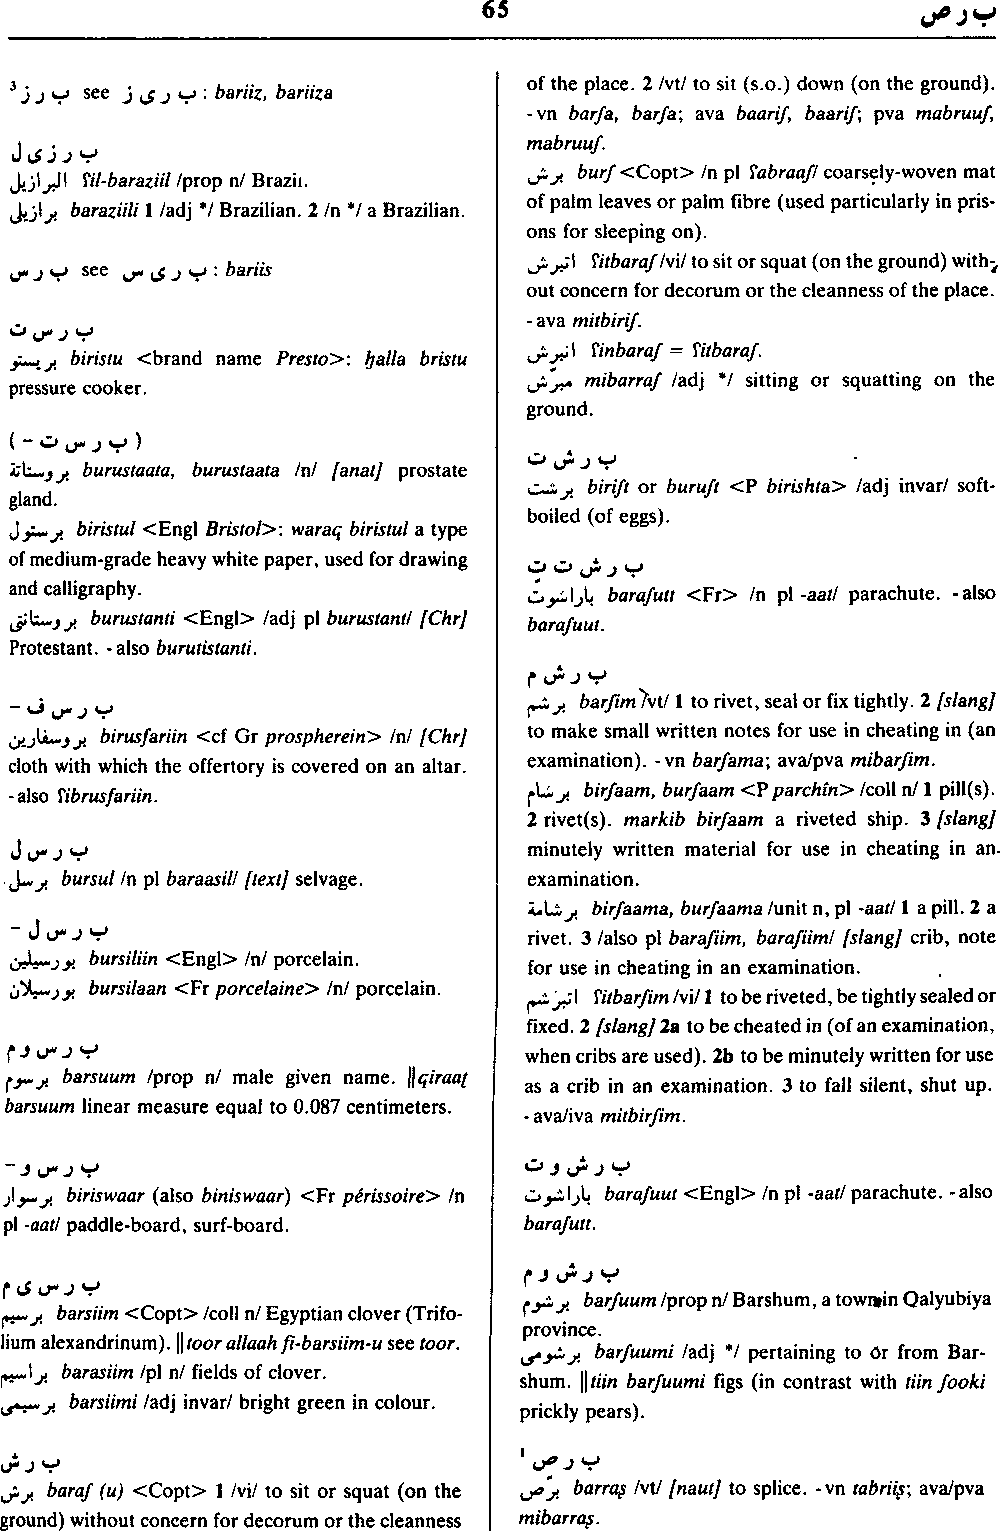 65
ب ر ص
ب ر ز ³ see ب ر ي ز : bariiz, bariiza
ب ر ز ي ل
البرازيل ʕil-baraziil /prop n/ Brazil.
برازيلى baraziili 1 /adj */ Brazilian. 2 /n */ a Brazilian.
ب ر س see ب ر ي س : bariis
ب ر س ت
بريستو biristu <brand name Presto>: ḥalla bristu
pressure cooker.
( ب ر س ت - )
بروستاتة burustaata, burustaata /n/ [anat] prostate
gland.
برستول biristul <Engl Bristol>: waraq biristul a type
of medium-grade heavy white paper, used for drawing
and calligraphy.
بروستانتى burustanti <Engl> /adj pl burustant/ [Chr]
Protestant. -also burutistanti.
ب ر س ف -
بروسفارين birusfariin <cf Gr prospherein> /n/ [Chr]
cloth with which the offertory is covered on an altar.
-also ʕibrusfariin.
ب ر س ل
برسل bursul /n pl baraasil/ [text] selvage.
ب ر س ل -
بورسيلين bursiliin <Engl> /n/ porcelain.
بورسيلان bursilaan <Fr porcelaine> /n/ porcelain.
ب ر س و م
برسوم barsuum /prop n/ male given name. ‖qiraaṭ
barsuum linear measure equal to 0.087 centimeters.
ب ر س و -
برسوار biriswaar (also biniswaar) <Fr périssoire> /n
pl -aat/ paddle-board, surf-board.
ب ر س ي م
برسيم barsiim <Copt> /coll n/ Egyptian clover (Trifo-
lium alexandrinum). ‖toor allaah fi-barsiim-u see toor.
براسيم barasiim /pl n/ fields of clover.
برسيمى barsiimi /adj invar/ bright green in colour.
ب ر ش
برش baraʃ (u) <Copt> 1 /vi/ to sit or squat (on the
ground) without concern for decorum or the cleanness
of the place. 2 /vt/ to sit (s.o.) down (on the ground).
-vn barʃa, barʃa; ava baariʃ, baariʃ; pva mabruuʃ,
mabruuʃ.
برش burʃ <Copt> /n pl ʕabraaʃ/ coarsely-woven mat
of palm leaves or palm fibre (used particularly in pris-
ons for sleeping on).
اتبرش ʕitbaraʃ /vi/ to sit or squat (on the ground) with-
out concern for decorum or the cleanness of the place.
-ava mitbiriʃ.
انبرش ʕinbaraʃ = ʕitbaraʃ.
مبرّش mibarraʃ /adj */ sitting or squatting on the
ground.
ب ر ش ت
برشت biriʃt or buruʃt <P birishta> /adj invar/ soft-
boiled (of eggs).
ب ر ش ت ت
باراشوتّ baraʃutt <Fr> /n pl -aat/ parachute. -also
baraʃuut.
ب ر ش م
برشم barʃim /vt/ 1 to rivet, seal or fix tightly. 2 [slang]
to make small written notes for use in cheating in (an
examination). -vn barʃama; ava/pva mibarʃim.
برشام birʃaam, burʃaam <P parchîn> /coll n/ 1 pill(s).
2 rivet(s). markib birʃaam a riveted ship. 3 [slang]
minutely written material for use in cheating in an
examination.
برشامة birʃaama, burʃaama /unit n, pl -aat/ 1 a pill. 2 a
rivet. 3 /also pl baraʃiim, baraʃiim/ [slang] crib, note
for use in cheating in an examination.
اتبرشم ʕitbarʃim /vi/ 1 to be riveted, be tightly sealed or
fixed. 2 [slang] 2a to be cheated in (of an examination,
when cribs are used). 2b to be minutely written for use
as a crib in an examination. 3 to fall silent, shut up.
-ava/iva mitbirʃim.
ب ر ش و ت
باراشوت baraʃuut <Engl> /n pl -aat/ parachute. -also
baraʃutt.
ب ر ش و م
برشوم barʃuum /prop n/ Barshum, a town in Qalyubiya
province.
برشومى barʃuumi /adj */ pertaining to or from Bar-
shum. ‖tiin barʃuumi figs (in contrast with tiin ʃooki
prickly pears).
ب ر ص ¹
برّص barraṣ /vt/ [naut] to splice. -vn tabriiṣ; ava/pva
mibarraṣ.